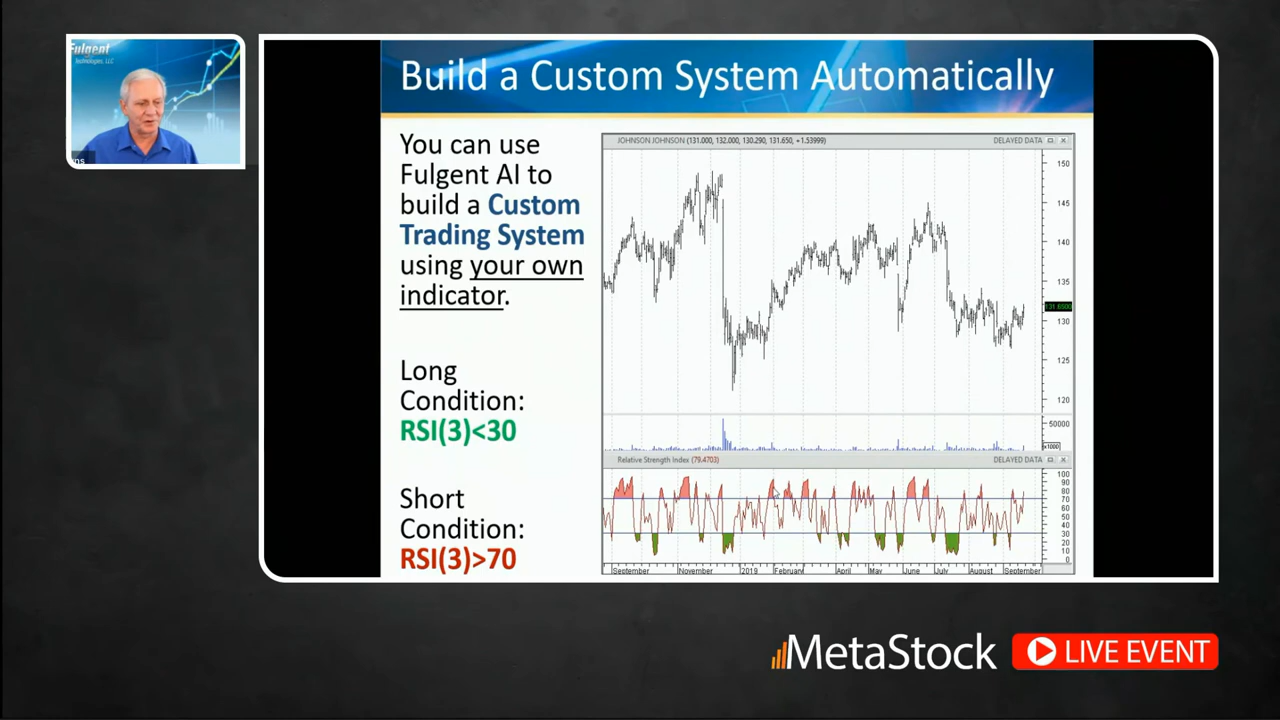 Fulgent
Technologies, LLC
ns
Build a Custom System Automatically
You can use
Fulgent AI to
build a Custom
Trading System
using your own
indicator.
Long
Condition:
RSI(3)<30
Short
Condition:
RSI(3)>70
JOHNSON JOHNSON (131.000, 132.000, 130.290, 131.650, +1.53999)
DELAYED DATA
150
145
140
135
131.6500
130
125
120
50000
x1000
Relative Strength Index (79.4703)
DELAYED DATA
100
90
80
70
60
50
40
30
20
10
0
September
November
2019
February
April
May
June
July
August
September
MetaStock
LIVE EVENT